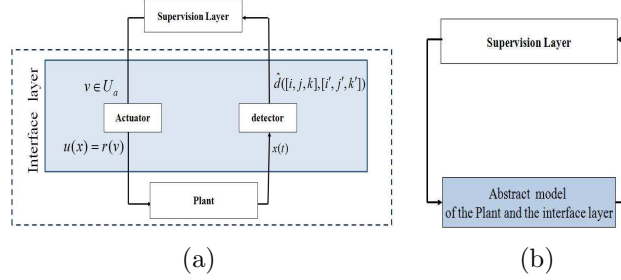 Supervision Layer
Interface layer
v ∈ U_a
d̂([i, j, k],[i′, j′, k′])
Actuator
detector
u(x) = r(v)
x(t)
Plant
(a)
b)
Supervision Layer
Abstract model
of the Plant and the interface layer
(b)